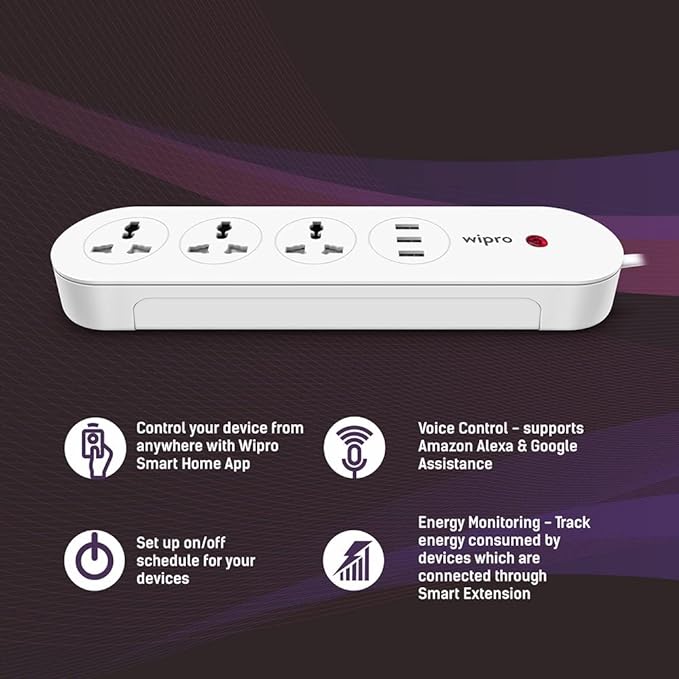 wipro
Control your device from
anywhere with Wipro
Smart Home App
Voice Control – supports
Amazon Alexa & Google
Assistance
Set up on/off
schedule for your
devices
Energy Monitoring – Track
energy consumed by
devices which are
connected through
Smart Extension